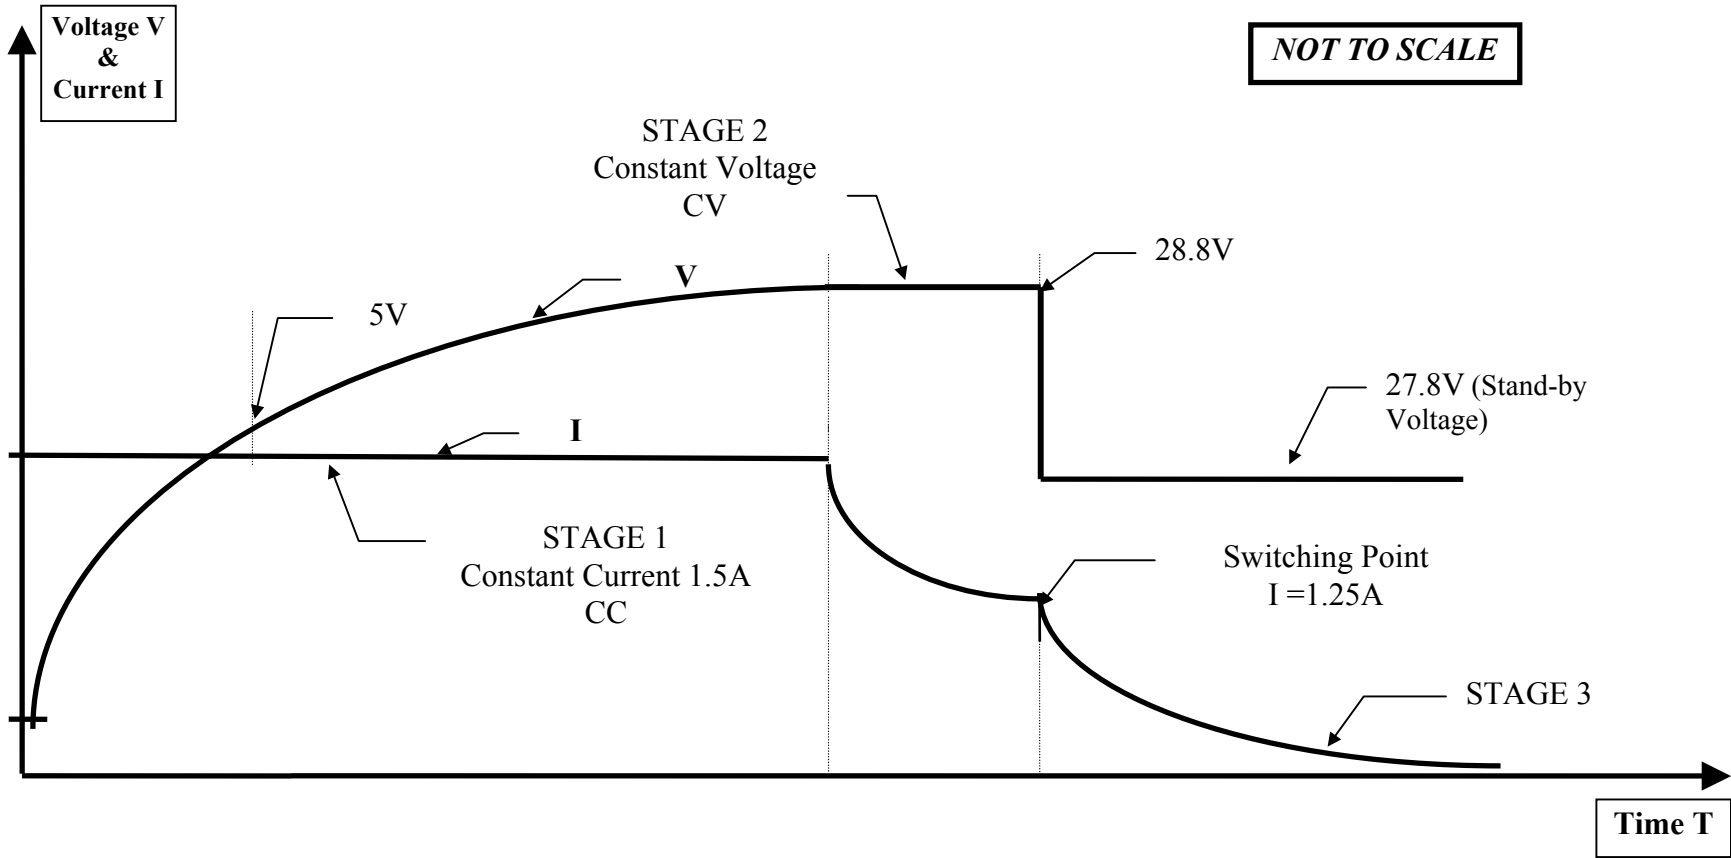 Voltage V
&
Current I
NOT TO SCALE
STAGE 2
Constant Voltage
CV
28.8V
V
5V
27.8V (Stand-by
Voltage)
I
STAGE 1
Constant Current 1.5A
CC
Switching Point
I =1.25A
STAGE 3
Time T